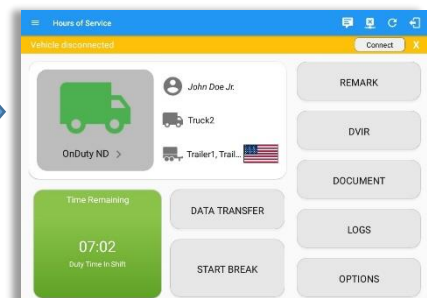 Hours of Service
Vehicle disconnected
Connect
X
John Doe Jr.
Truck2
Trailer1, Trail...
OnDuty ND >
Time Remaining
07:02
Duty Time In Shift
DATA TRANSFER
START BREAK
REMARK
DVIR
DOCUMENT
LOGS
OPTIONS